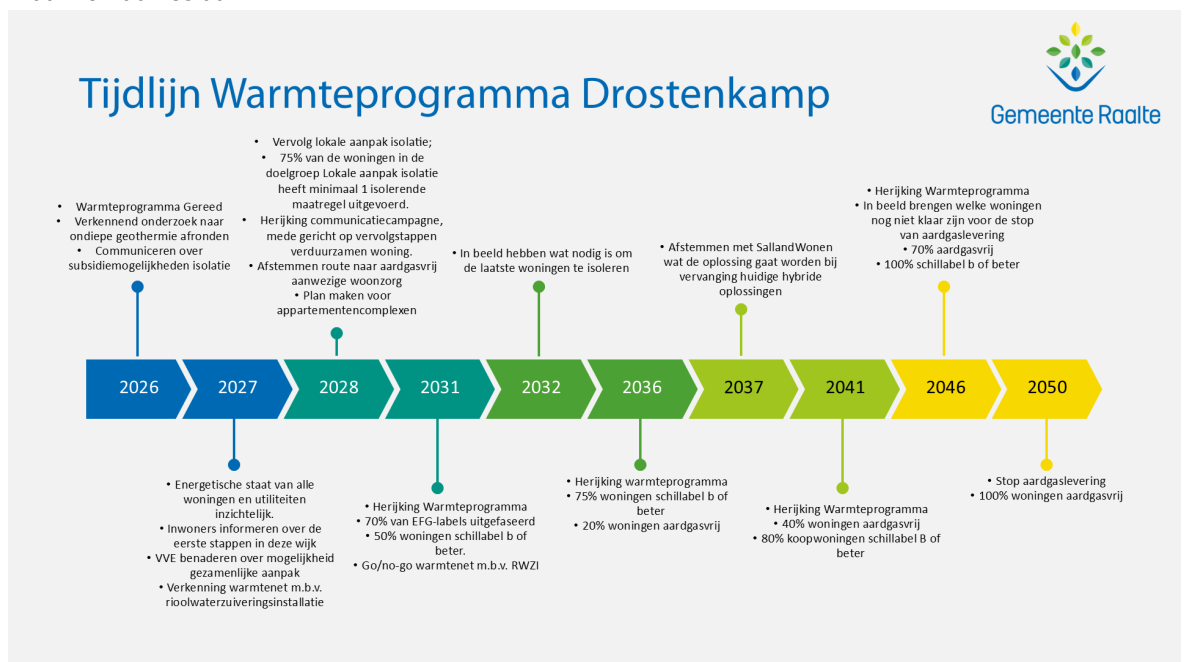 Tijdlijn Warmteprogramma Drostenkamp
Gemeente Raalte
• Warmteprogramma Gereed
• Verkennend onderzoek naar
ondiepe geothermie afronden
• Communiceren over
subsidiemogelijkheden isolatie
• Vervolg lokale aanpak isolatie;
• 75% van de woningen in de
doelgroep Lokale aanpak isolatie
heeft minimaal 1 isolerende
maatregel uitgevoerd.
• Herijking communicatiecampagne,
mede gericht op vervolgstappen
verduurzamen woning.
• Afstemmen route naar aardgasvrij
aanwezige woonzorg
• Plan maken voor
appartementencomplexen
• In beeld hebben wat nodig is om
de laatste woningen te isoleren
• Afstemmen met SallandWonen
wat de oplossing gaat worden bij
vervanging huidige hybride
oplossingen
• Herijking Warmteprogramma
• In beeld brengen welke woningen
nog niet klaar zijn voor de stop
van aardgaslevering
• 70% aardgasvrij
• 100% schillabel b of beter
2026
2027
2028
2031
2032
2036
2037
2041
2046
2050
• Energetische staat van alle
woningen en utiliteiten
inzichtelijk.
• Inwoners informeren over de
eerste stappen in deze wijk
• VVE benaderen over mogelijkheid
gezamenlijke aanpak
• Verkenning warmtenet m.b.v.
rioolwaterzuiveringsinstallatie
• Herijking Warmteprogramma
• 70% van EFG-labels uitgefaseerd
• 50% woningen schillabel b of
beter.
• Go/no-go warmtenet m.b.v. RWZI
• Herijking warmteprogramma
• 75% woningen schillabel b of
beter
• 20% woningen aardgasvrij
• Herijking Warmteprogramma
• 40% woningen aardgasvrij
• 80% koopwoningen schillabel B of
beter
• Stop aardgaslevering
• 100% woningen aardgasvrij